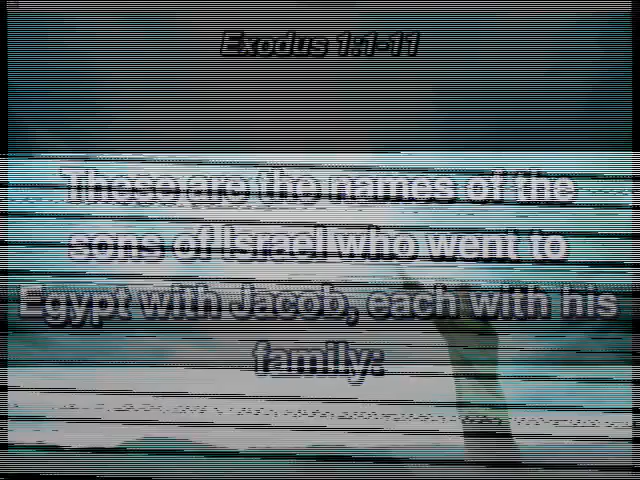 Exodus 1:1-11
These are the names of the
sons of Israel who went to
Egypt with Jacob, each with his
family: